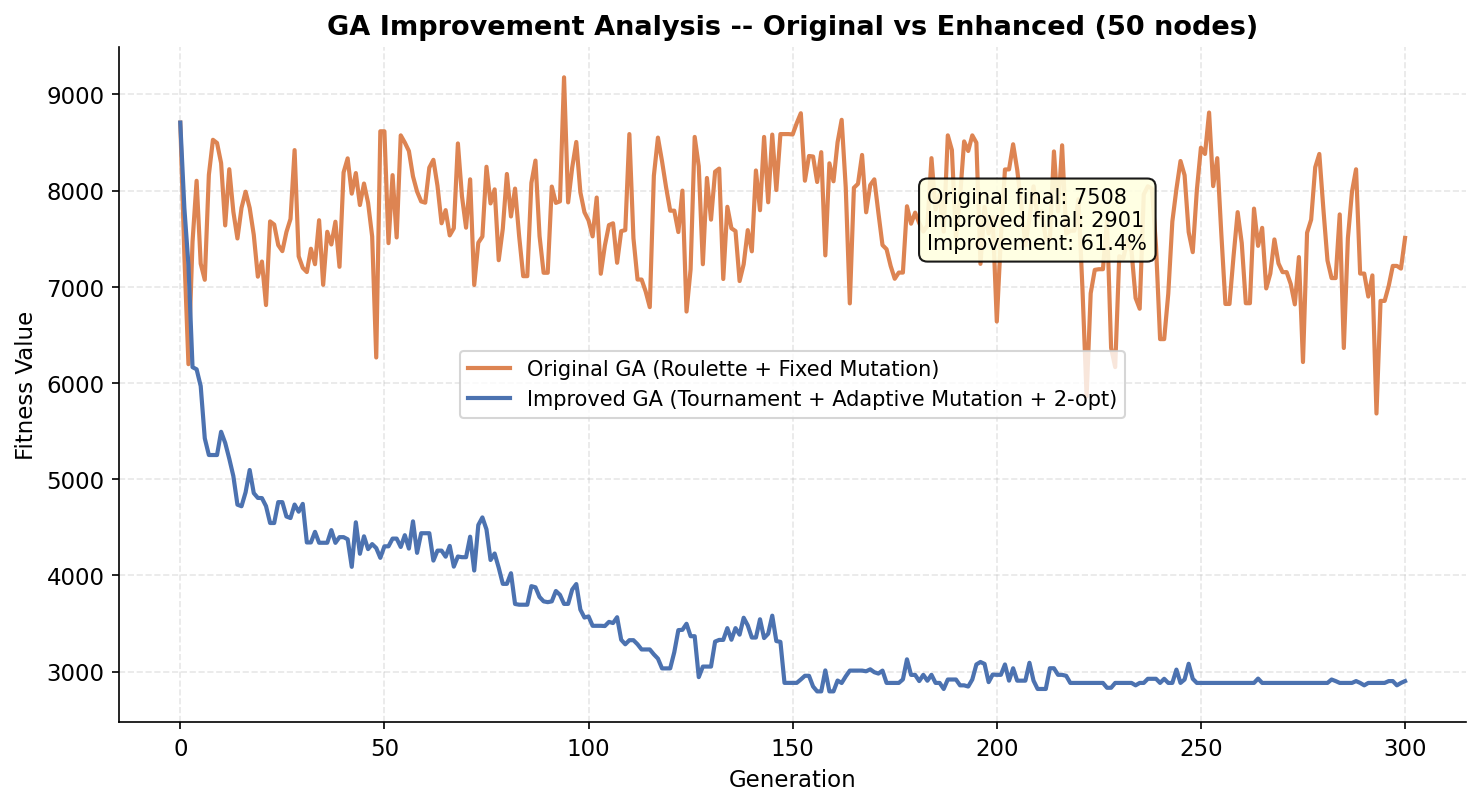 GA Improvement Analysis -- Original vs Enhanced (50 nodes)
Fitness Value
9000
8000
7000
6000
5000
4000
3000
Original final: 7508
Improved final: 2901
Improvement: 61.4%
Original GA (Roulette + Fixed Mutation)
Improved GA (Tournament + Adaptive Mutation + 2-opt)
0 50 100 150 200 250 300
Generation